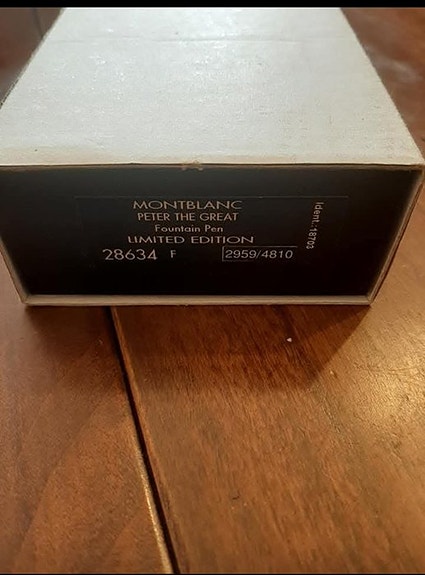 MONTBLANC
PETER THE GREAT
Fountain Pen
LIMITED EDITION
28634 F 2959/4810
Ident.:18703